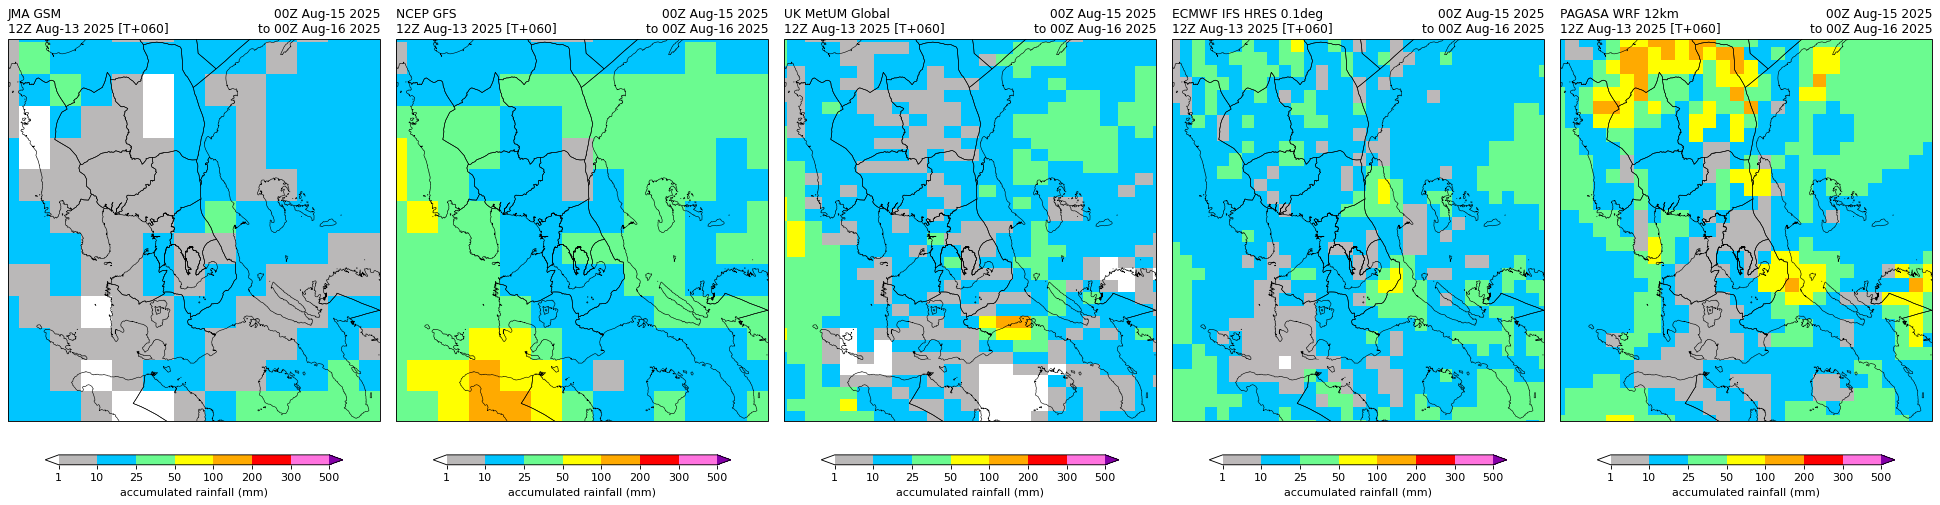 JMA GSM 00Z Aug-15 2025
12Z Aug-13 2025 [T+060] to 00Z Aug-16 2025
NCEP GFS 00Z Aug-15 2025
12Z Aug-13 2025 [T+060] to 00Z Aug-16 2025
UK MetUM Global 00Z Aug-15 2025
12Z Aug-13 2025 [T+060] to 00Z Aug-16 2025
ECMWF IFS HRES 0.1deg 00Z Aug-15 2025
12Z Aug-13 2025 [T+060] to 00Z Aug-16 2025
PAGASA WRF 12km 00Z Aug-15 2025
12Z Aug-13 2025 [T+060] to 00Z Aug-16 2025
1 10 25 50 100 200 300 500
accumulated rainfall (mm)
1 10 25 50 100 200 300 500
accumulated rainfall (mm)
1 10 25 50 100 200 300 500
accumulated rainfall (mm)
1 10 25 50 100 200 300 500
accumulated rainfall (mm)
1 10 25 50 100 200 300 500
accumulated rainfall (mm)